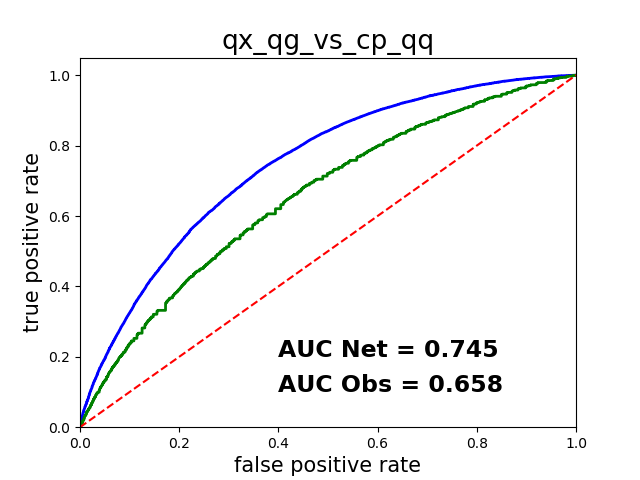 qx_qg_vs_cp_qq
1.0
0.8
0.6
0.4
0.2
0.0
true positive rate
AUC Net = 0.745
AUC Obs = 0.658
0.0 0.2 0.4 0.6 0.8 1.0
false positive rate